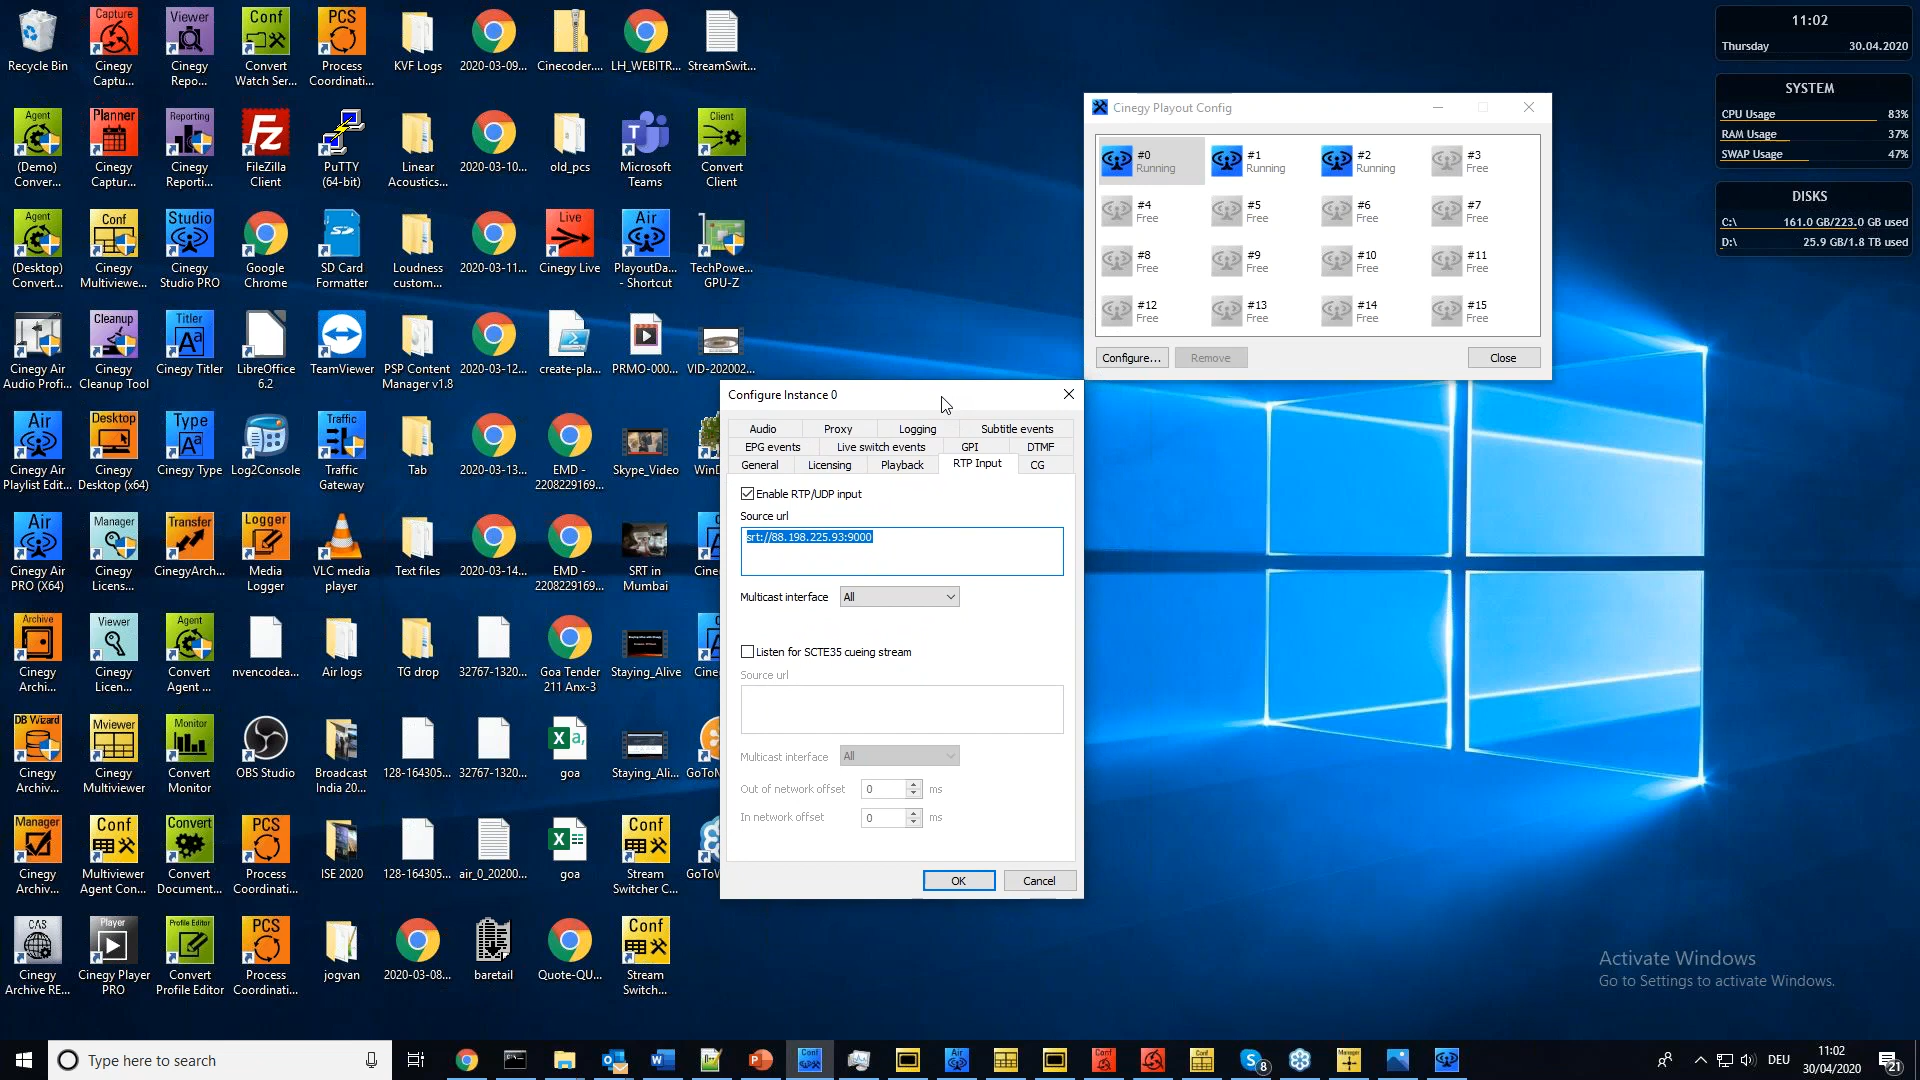 Recycle Bin
Capture
Cinegy
Captu...
Viewer
Cinegy
Repo...
Conf
Convert
Watch Ser...
PCS
Process
Coordinati...
KVF Logs
2020-03-09...
Cinecoder....
LH_WEBITR...
StreamSwit...
Agent
(Demo)
Conver...
Planner
Cinegy
Captur...
Reporting
Cinegy
Reporti...
Fz
FileZilla
Client
PuTTY
(64-bit)
Linear
Acoustics...
2020-03-10...
old_pcs
Microsoft
Teams
Client
Convert
Client
Agent
(Desktop)
Convert...
Conf
Cinegy
Multiviewe...
Studio
Cinegy
Studio PRO
Google
Chrome
SD
SD Card
Formatter
Loudness
custom...
2020-03-11...
Live
Cinegy Live
Air
PlayoutDa...
- Shortcut
TechPowe...
GPU-Z
Cinegy Air
Audio Profi...
Cleanup
Cinegy
Cleanup Tool
Titler
Aa
Cinegy Titler
LibreOffice
6.2
TeamViewer
PSP Content
Manager v1.8
2020-03-12...
create-pla...
PRMO-000...
VID-202002...
Air
Cinegy Air
Playlist Edit...
Desktop
Cinegy
Desktop (x64)
Type
Aa
Cinegy Type
Log2Console
Traffic
Traffic
Gateway
Tab
2020-03-13...
EMD -
2208229169...
Skype_Video
WinD
Air
Cinegy Air
PRO (X64)
Manager
Cinegy
Licens...
Transfer
CinegyArch...
Logger
Media
Logger
VLC media
player
Text files
2020-03-14...
EMD -
2208229169...
SRT in
Mumbai
Cine
Archive
Cinegy
Archi...
Viewer
Cinegy
Licen...
Agent
Convert
Agent ...
nvencodea...
Air logs
TG drop
32767-1320...
Goa Tender
211 Anx-3
Staying_Alive
Cine
DB Wizard
Cinegy
Archiv...
Mviewer
Cinegy
Multiviewer
Monitor
Convert
Monitor
OBS Studio
Broadcast
India 20...
128-164305...
32767-1320...
goa
Staying_Ali...
GoToM
Manager
Cinegy
Archiv...
Conf
Multiviewer
Agent Con...
Convert
Convert
Document...
PCS
Process
Coordinati...
ISE 2020
128-164305...
air_0_20200...
goa
Conf
Stream
Switcher C...
GoToW
CAS
Cinegy
Archive RE...
Player
Cinegy Player
PRO
Profile Editor
Convert
Profile Editor
PCS
Process
Coordinati...
jogvan
2020-03-08...
baretail
Quote-QU...
Conf
Stream
Switch...
Cinegy Playout Config
#0
Running
#1
Running
#2
Running
#3
Free
#4
Free
#5
Free
#6
Free
#7
Free
#8
Free
#9
Free
#10
Free
#11
Free
#12
Free
#13
Free
#14
Free
#15
Free
Configure...
Remove
Close
Configure Instance 0
Audio Proxy Logging Subtitle events
EPG events Live switch events GPI DTMF
General Licensing Playback RTP Input CG
Enable RTP/UDP input
Source url
srt://88.198.225.93:9000
Multicast interface All
Listen for SCTE35 cueing stream
Source url
Multicast interface All
Out of network offset 0 ms
In network offset 0 ms
OK Cancel
11:02
Thursday 30.04.2020
SYSTEM
CPU Usage 83%
RAM Usage 37%
SWAP Usage 47%
DISKS
C:\ 161.0 GB/223.0 GB used
D:\ 25.9 GB/1.8 TB used
Activate Windows
Go to Settings to activate Windows.
Type here to search
Conf
Air
Conf
Conf
8
Manager
DEU
11:02
30/04/2020
21